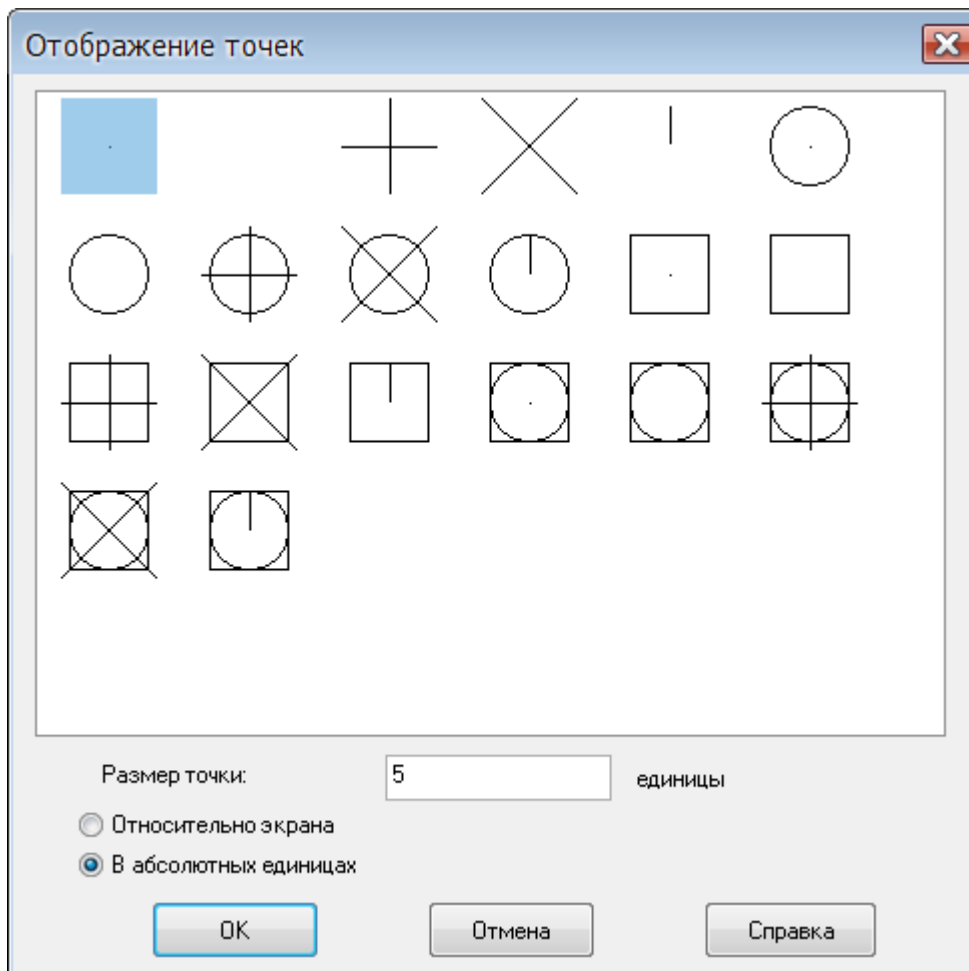 Отображение точек
Размер точки: 5 единицы
Относительно экрана
В абсолютных единицах
OK Отмена Справка